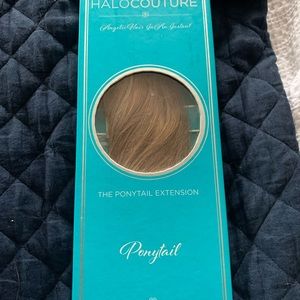 HALOCOUTURE
Angelic Hair In An Instant
THE PONYTAIL EXTENSION
Ponytail